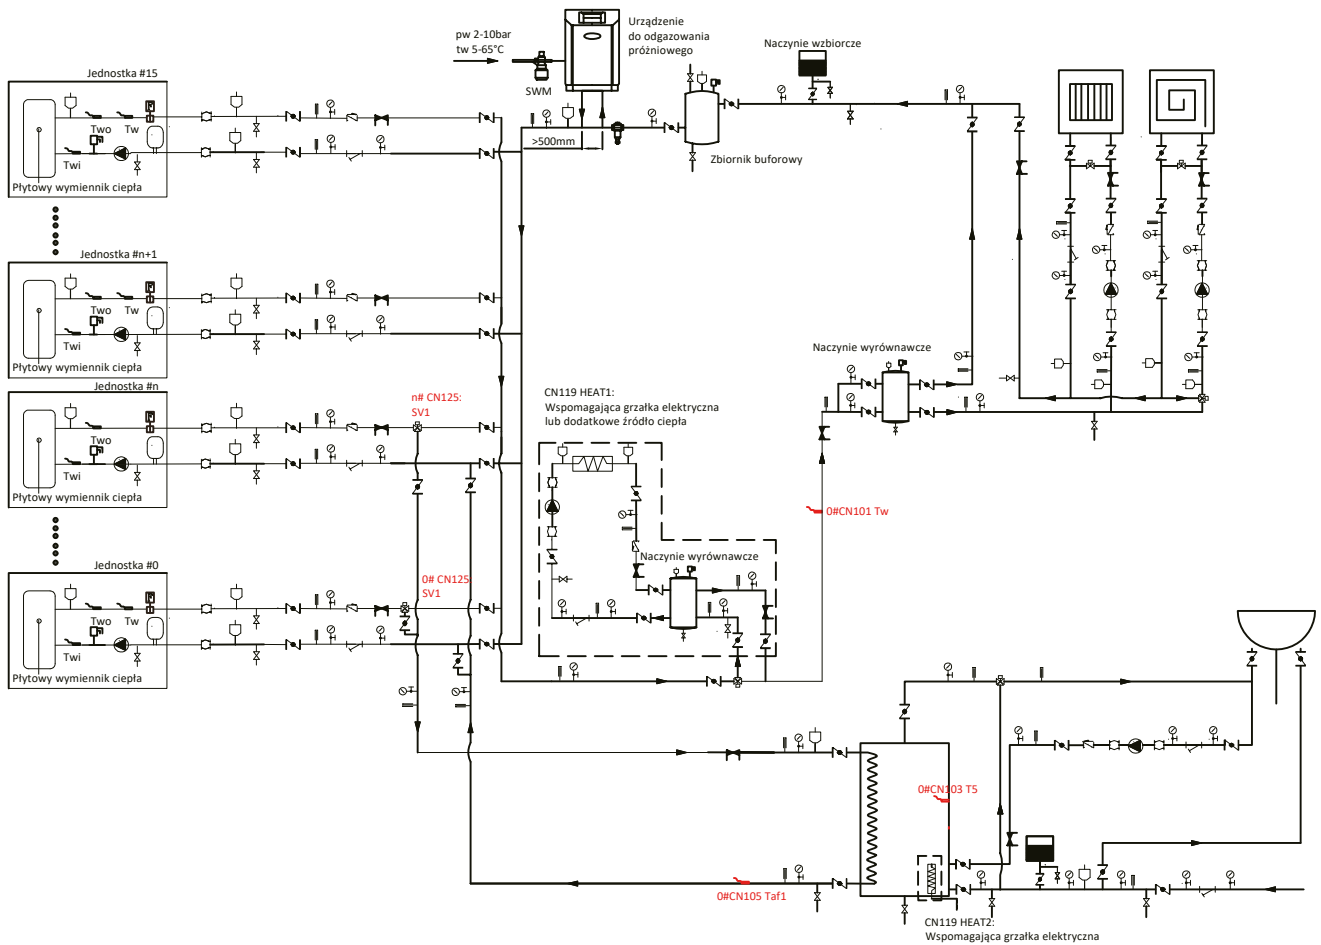 pw 2-10bar
tw 5-65°C
SWM
Urządzenie
do odgazowania
próżniowego
Naczynie wzbiorcze
>500mm
Zbiornik buforowy
Jednostka #15
Two
Tw
Twi
Płytowy wymiennik ciepła
Jednostka #n+1
Two
Tw
Twi
Płytowy wymiennik ciepła
Jednostka #n
Two
Tw
Twi
Płytowy wymiennik ciepła
n# CN125:
SV1
CN119 HEAT1:
Wspomagająca grzałka elektryczna
lub dodatkowe źródło ciepła
Naczynie wyrównawcze
0#CN101 Tw
Naczynie wyrównawcze
Jednostka #0
Two
Tw
Twi
Płytowy wymiennik ciepła
0# CN125
SV1
0#CN103 T5
0#CN105 Taf1
CN119 HEAT2:
Wspomagająca grzałka elektryczna